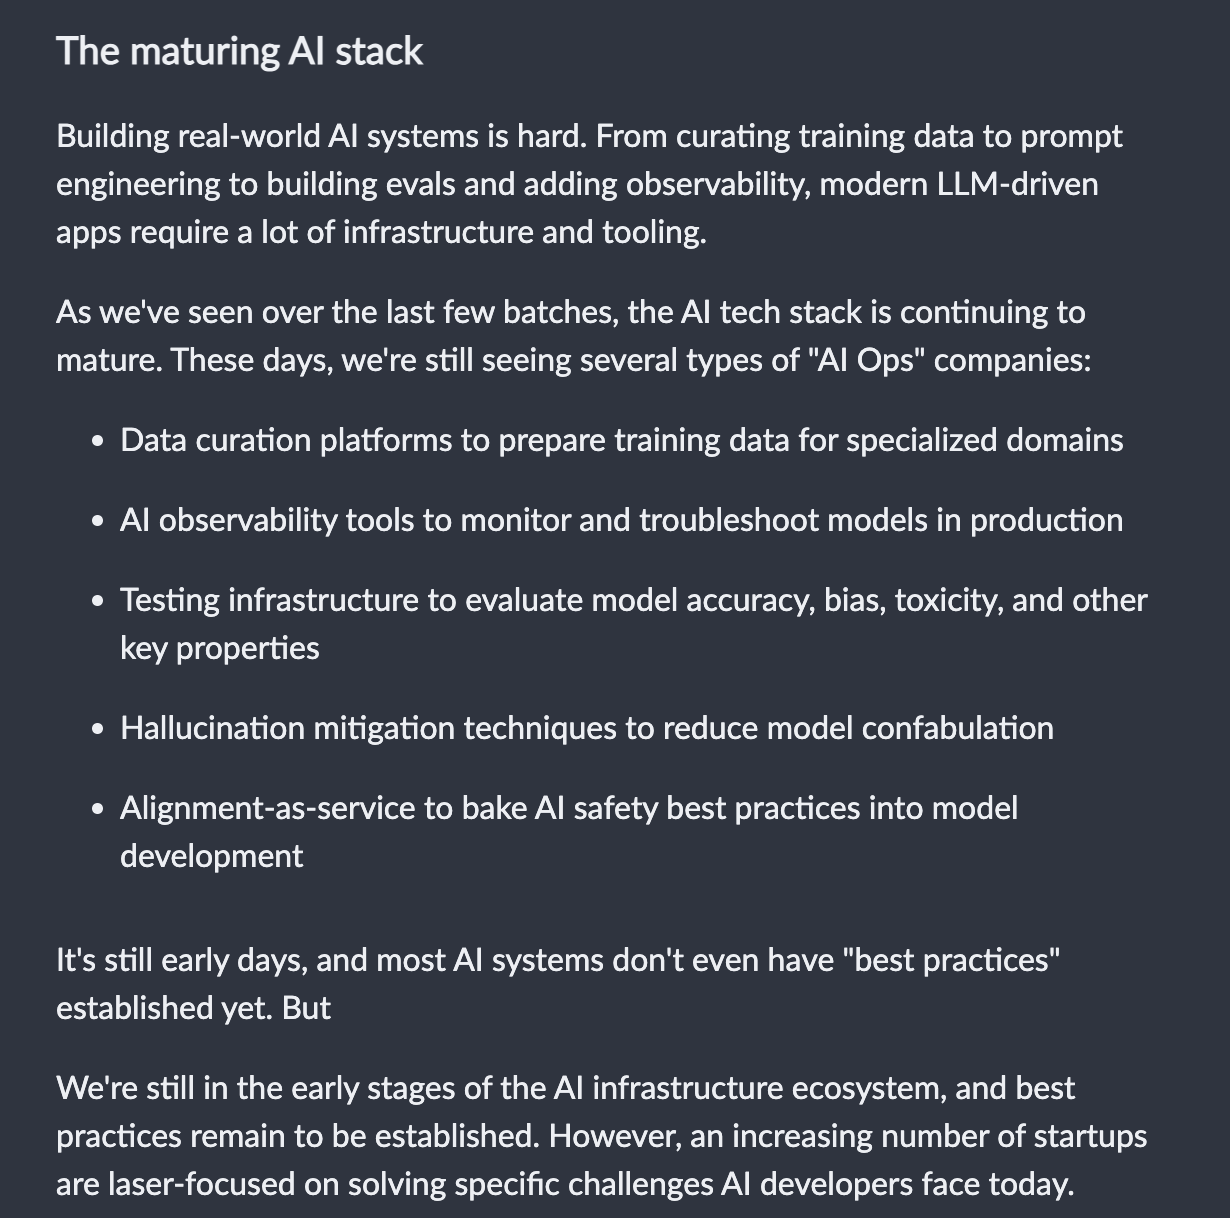 The maturing AI stack
Building real-world AI systems is hard. From curating training data to prompt
engineering to building evals and adding observability, modern LLM-driven
apps require a lot of infrastructure and tooling.
As we've seen over the last few batches, the AI tech stack is continuing to
mature. These days, we're still seeing several types of "AI Ops" companies:
• Data curation platforms to prepare training data for specialized domains
• AI observability tools to monitor and troubleshoot models in production
• Testing infrastructure to evaluate model accuracy, bias, toxicity, and other
key properties
• Hallucination mitigation techniques to reduce model confabulation
• Alignment-as-service to bake AI safety best practices into model
development
It's still early days, and most AI systems don't even have "best practices"
established yet. But
We're still in the early stages of the AI infrastructure ecosystem, and best
practices remain to be established. However, an increasing number of startups
are laser-focused on solving specific challenges AI developers face today.